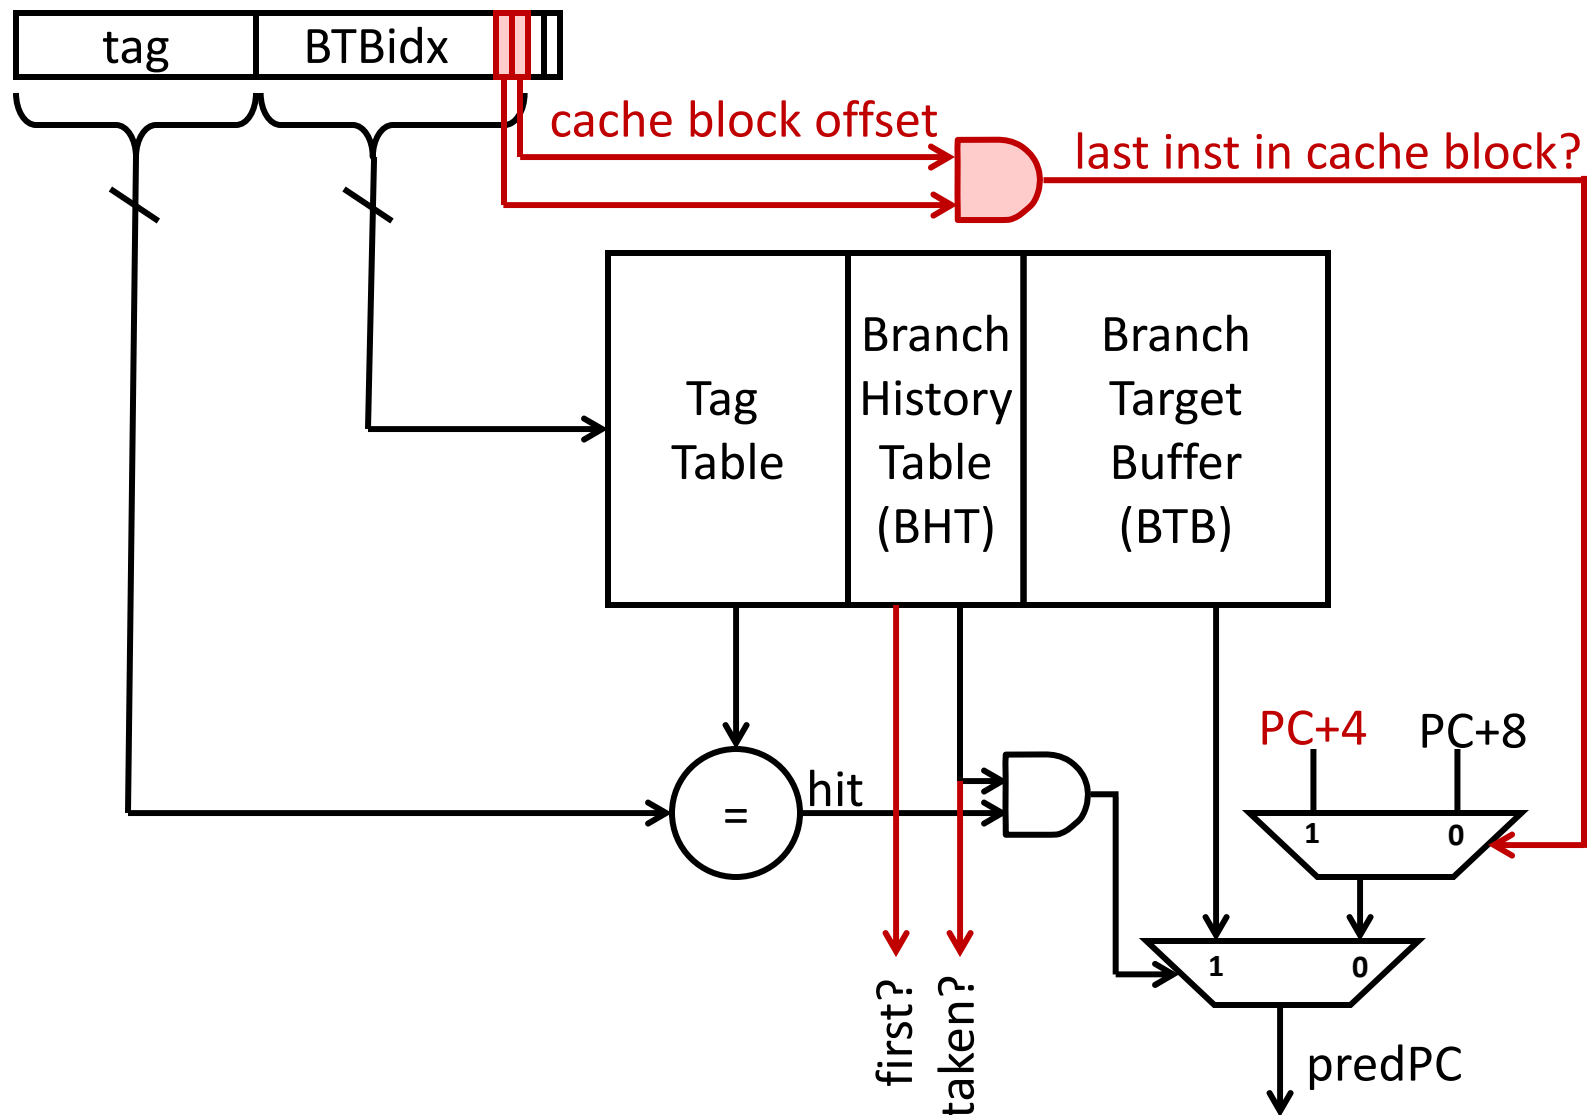 tag
BTBidx
cache block offset
last inst in cache block?
Tag
Table
Branch
History
Table
(BHT)
Branch
Target
Buffer
(BTB)
PC+4
PC+8
hit
=
1
0
1
0
first?
taken?
predPC